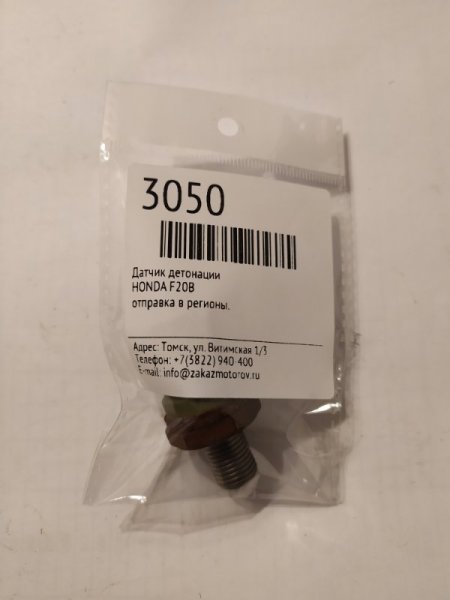 3050
Датчик детонации
HONDA F20B
отправка в регионы.
Адрес: Томск, ул. Витимская 1/3
Телефон: +7(3822) 940-400
E-mail: info@zakazmotorov.ru